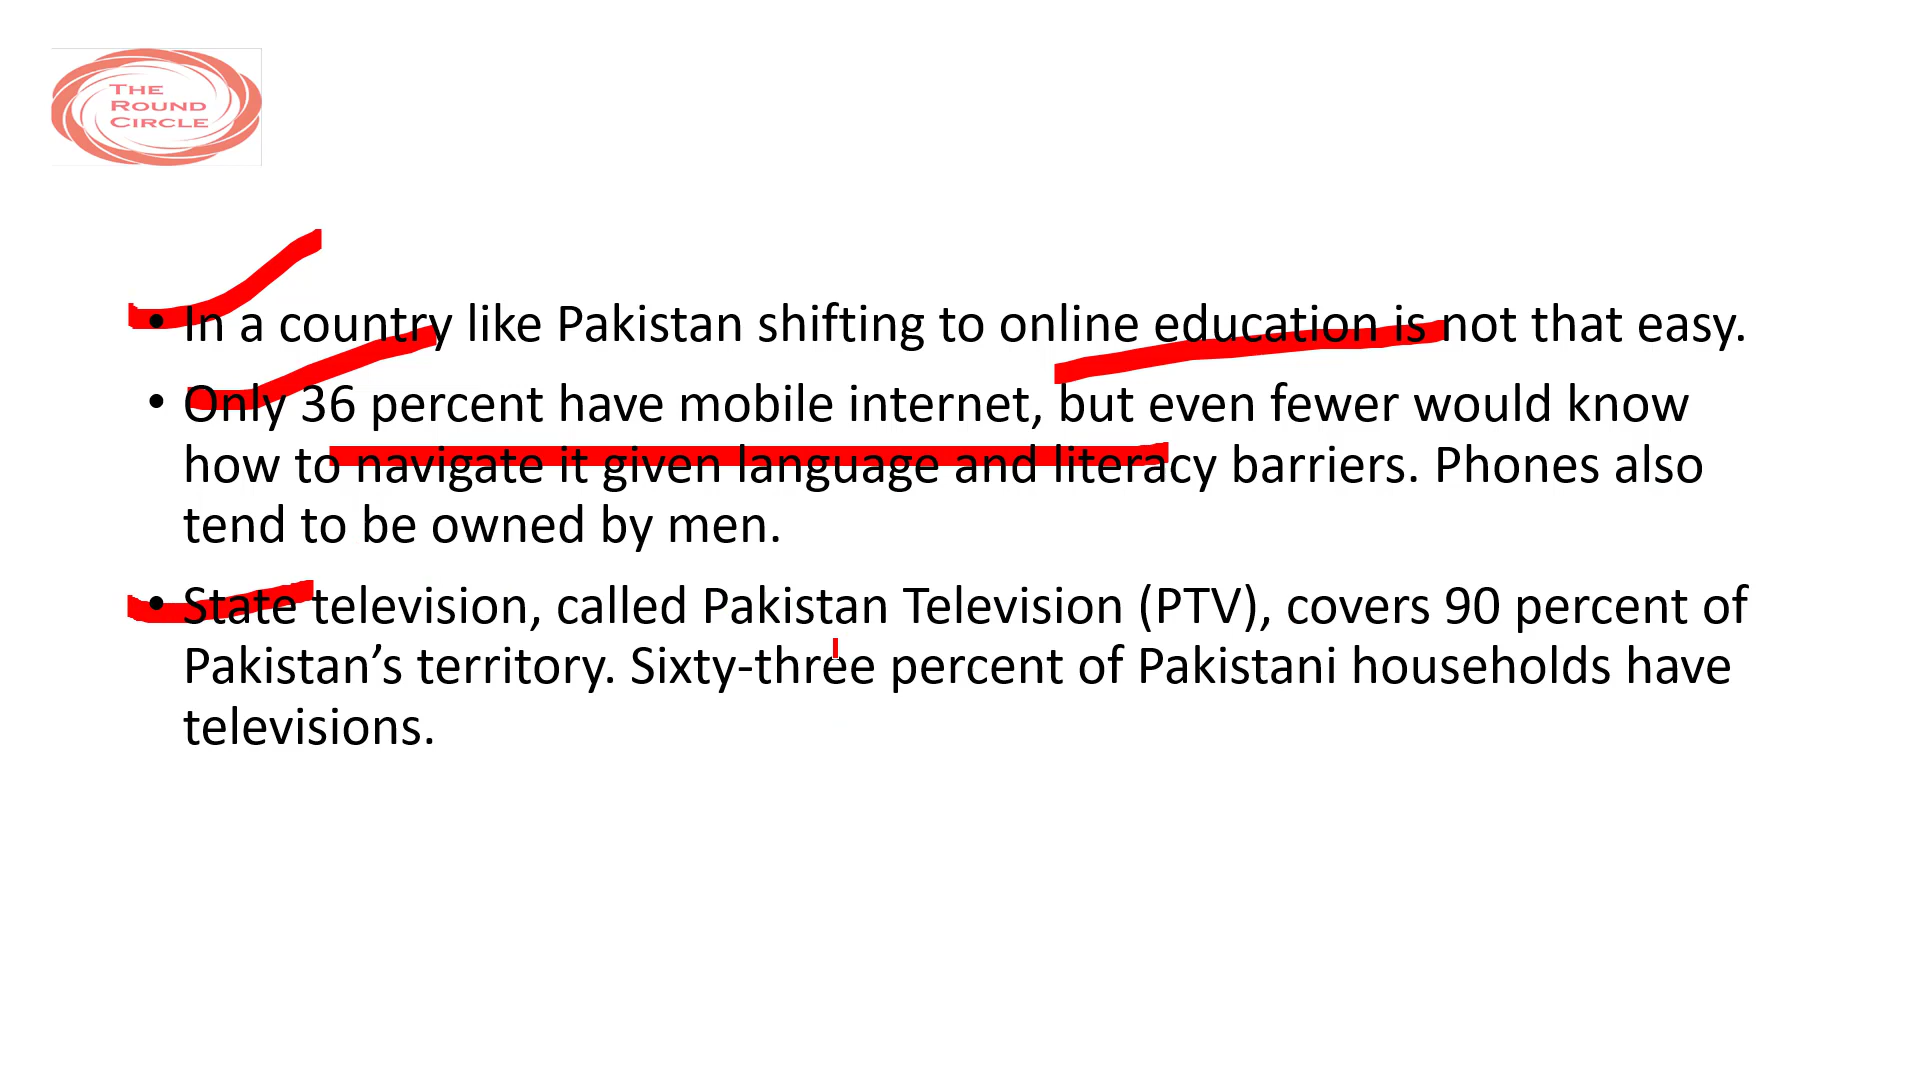 THE
ROUND
CIRCLE
• In a country like Pakistan shifting to online education is not that easy.
• Only 36 percent have mobile internet, but even fewer would know
how to navigate it given language and literacy barriers. Phones also
tend to be owned by men.
• State television, called Pakistan Television (PTV), covers 90 percent of
Pakistan’s territory. Sixty-three percent of Pakistani households have
televisions.